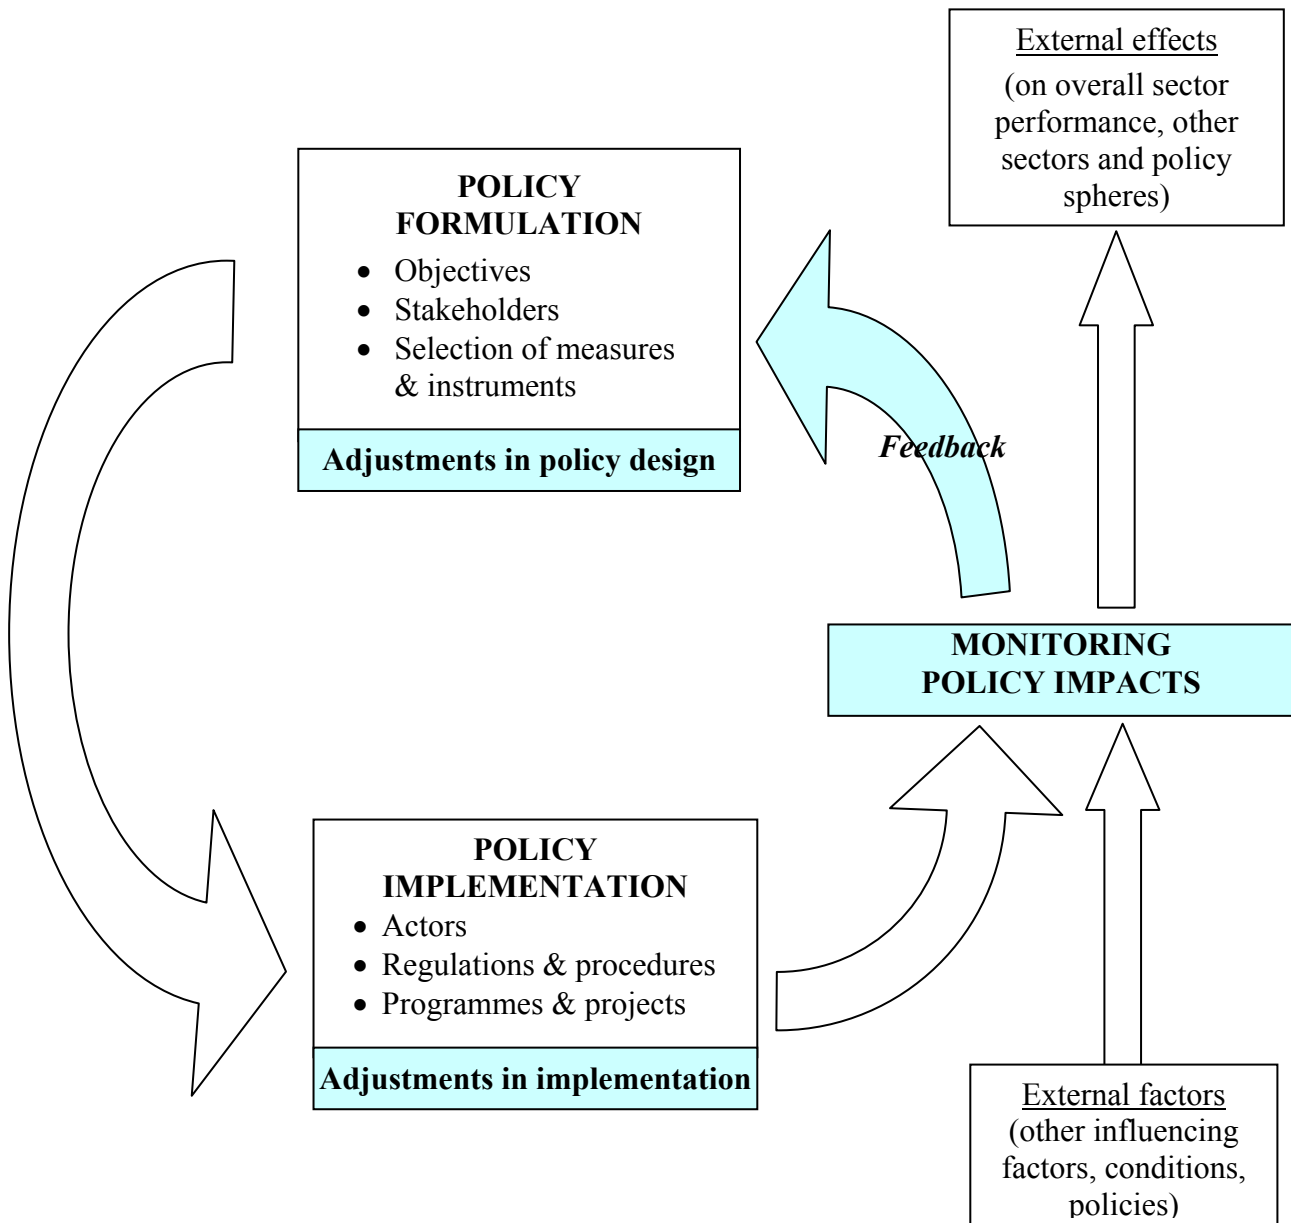 External effects
(on overall sector
performance, other
sectors and policy
spheres)
POLICY
FORMULATION
• Objectives
• Stakeholders
• Selection of measures
& instruments
Adjustments in policy design
Feedback
MONITORING
POLICY IMPACTS
POLICY
IMPLEMENTATION
• Actors
• Regulations & procedures
• Programmes & projects
Adjustments in implementation
External factors
(other influencing
factors, conditions,
policies)